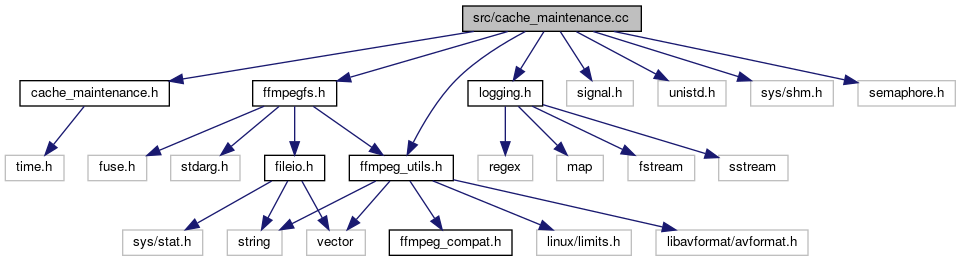 src/cache_maintenance.cc
cache_maintenance.h
ffmpegfs.h
logging.h
signal.h
unistd.h
sys/shm.h
semaphore.h
time.h
fuse.h
stdarg.h
fileio.h
ffmpeg_utils.h
regex
map
fstream
sstream
sys/stat.h
string
vector
ffmpeg_compat.h
linux/limits.h
libavformat/avformat.h